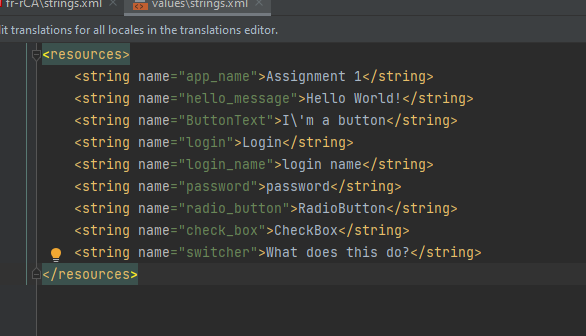 fr-rCA\strings.xml × values\strings.xml ×
dit translations for all locales in the translations editor.
<resources>
<string name="app_name">Assignment 1</string>
<string name="hello_message">Hello World!</string>
<string name="ButtonText">I\'m a button</string>
<string name="login">Login</string>
<string name="login_name">login name</string>
<string name="password">password</string>
<string name="radio_button">RadioButton</string>
<string name="check_box">CheckBox</string>
<string name="switcher">What does this do?</string>
</resources>